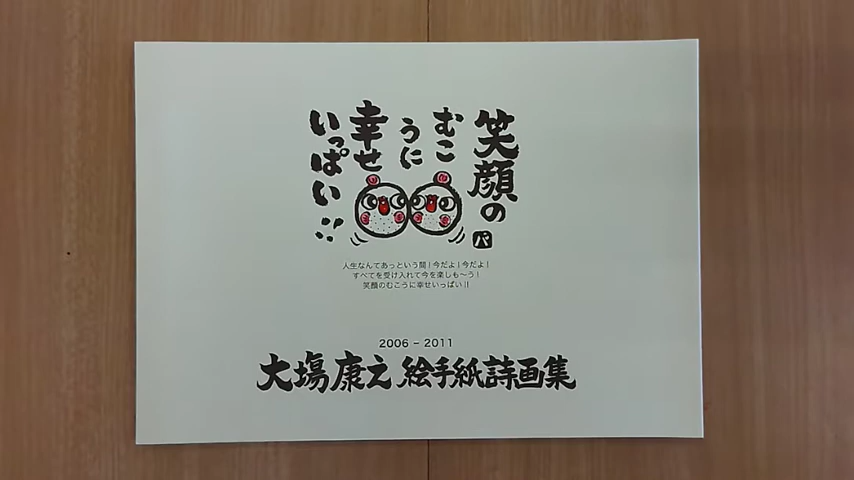 笑顔の
むこ
うに
幸せ
いっぱい!!
人生なんてあっという間!今だよ!今だよ!
すべてを受け入れて今を楽しも〜う!
笑顔のむこうに幸せいっぱい!!
2006 – 2011
大塲康之 絵手紙詩画集